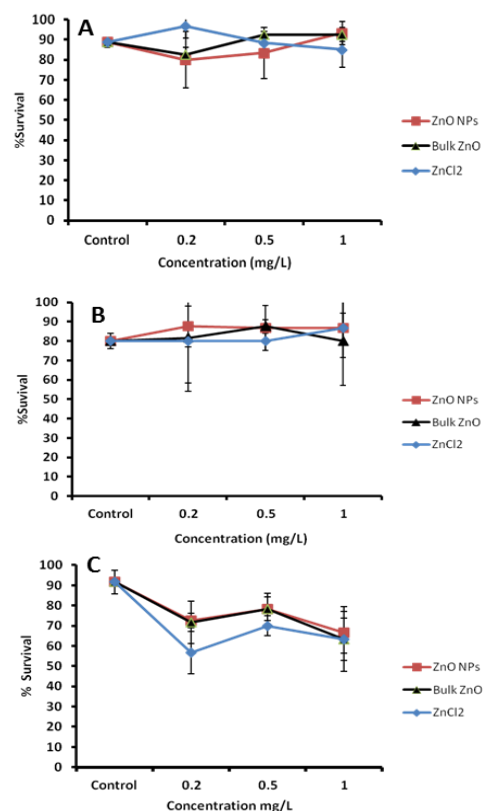 A
100
90
80
70
60
50
40
30
20
10
0
%Survival
Control 0.2 0.5 1
Concentration (mg/L)
ZnO NPs
Bulk ZnO
ZnCl2
B
100
90
80
70
60
50
40
30
20
10
0
%Suvival
Control 0.2 0.5 1
Concentration (mg/L)
ZnO NPs
Bulk ZnO
ZnCl2
C
100
90
80
70
60
50
40
30
20
10
0
% Survival
Control 0.2 0.5 1
Concentration mg/L
ZnO NPs
Bulk ZnO
ZnCl2